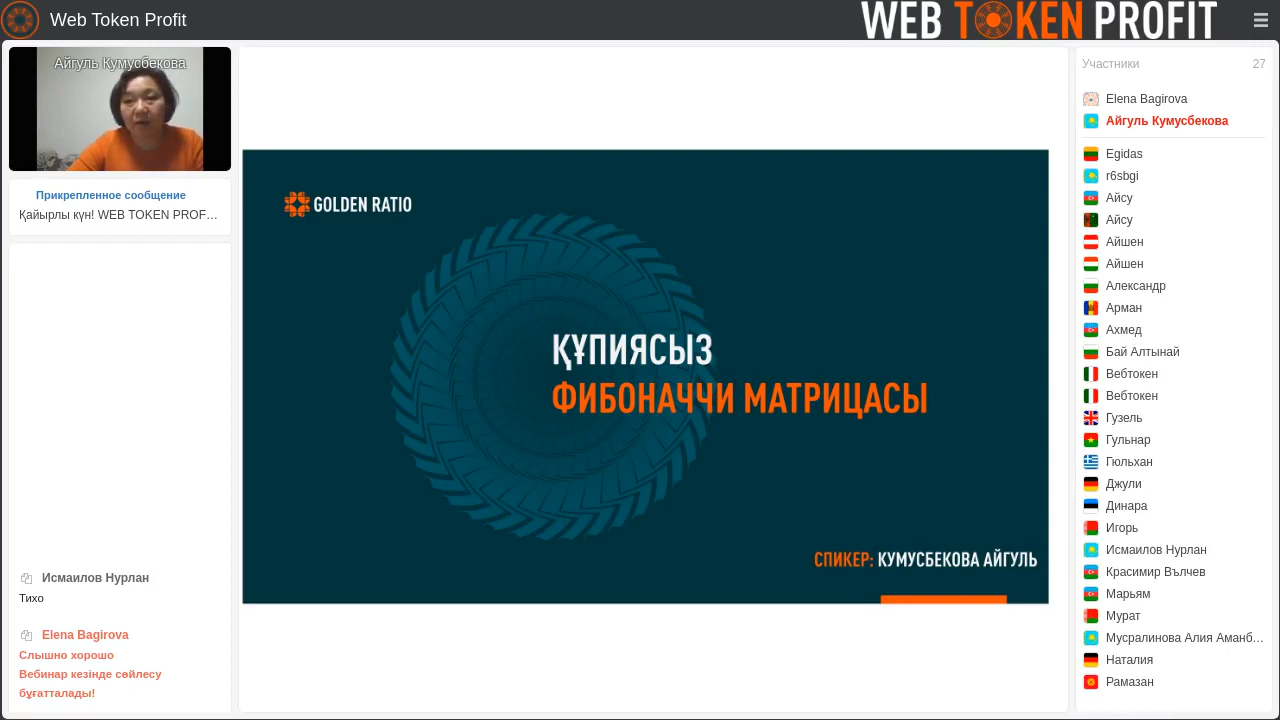 Web Token Profit
WEB TOKEN PROFIT
Айгуль Кумусбекова
Прикрепленное сообщение
Қайырлы күн! WEB TOKEN PROF…
Исмаилов Нурлан
Тихо
Elena Bagirova
Слышно хорошо
Вебинар кезінде сөйлесу
бұғатталады!
GOLDEN RATIO
ҚҰПИЯСЫЗ
ФИБОНАЧЧИ МАТРИЦАСЫ
СПИКЕР: КУМУСБЕКОВА АЙГУЛЬ
Участники 27
Elena Bagirova
Айгуль Кумусбекова
Egidas
r6sbgi
Айсу
Айсу
Айшен
Айшен
Александр
Арман
Ахмед
Бай Алтынай
Вебтокен
Вебтокен
Гузель
Гульнар
Гюльхан
Джули
Динара
Игорь
Исмаилов Нурлан
Красимир Вълчев
Марьям
Мурат
Мусралинова Алия Аманб…
Наталия
Рамазан